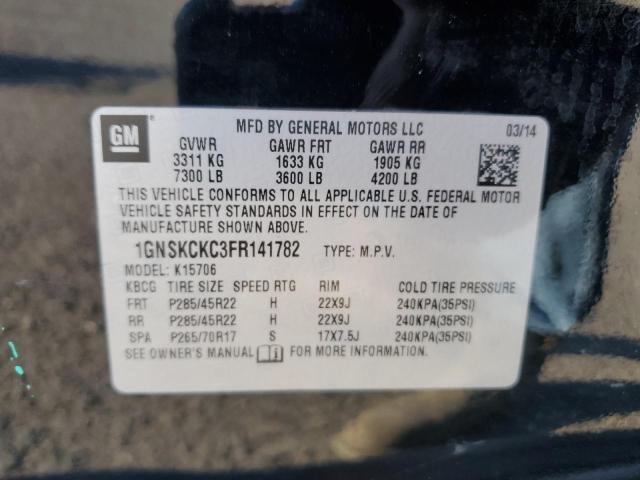 GM
MFD BY GENERAL MOTORS LLC 03/14
GVWR GAWR FRT GAWR RR
3311 KG 1633 KG 1905 KG
7300 LB 3600 LB 4200 LB
THIS VEHICLE CONFORMS TO ALL APPLICABLE U.S. FEDERAL MOTOR
VEHICLE SAFETY STANDARDS IN EFFECT ON THE DATE OF
MANUFACTURE SHOWN ABOVE.
1GNSKCKC3FR141782 TYPE: M.P.V.
MODEL: K15706
KBCG TIRE SIZE SPEED RTG RIM COLD TIRE PRESSURE
FRT P285/45R22 H 22X9J 240KPA(35PSI)
RR P285/45R22 H 22X9J 240KPA(35PSI)
SPA P265/70R17 S 17X7.5J 240KPA(35PSI)
SEE OWNER'S MANUAL FOR MORE INFORMATION.